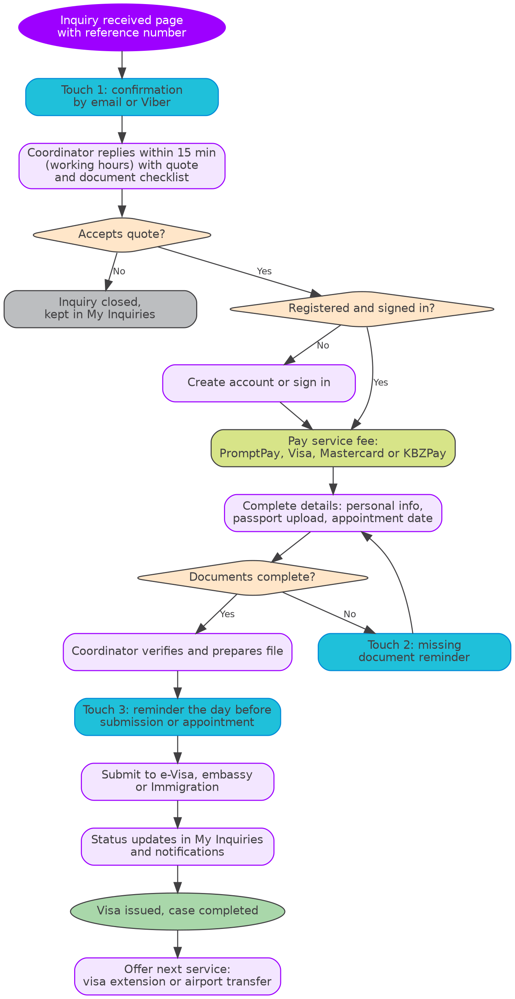 Inquiry received page
with reference number
Touch 1: confirmation
by email or Viber
Coordinator replies within 15 min
(working hours) with quote
and document checklist
Accepts quote?
No
Yes
Inquiry closed,
kept in My Inquiries
Registered and signed in?
No
Create account or sign in
Yes
Pay service fee:
PromptPay, Visa, Mastercard or KBZPay
Complete details: personal info,
passport upload, appointment date
Documents complete?
Yes
No
Coordinator verifies and prepares file
Touch 2: missing
document reminder
Touch 3: reminder the day before
submission or appointment
Submit to e-Visa, embassy
or Immigration
Status updates in My Inquiries
and notifications
Visa issued, case completed
Offer next service:
visa extension or airport transfer